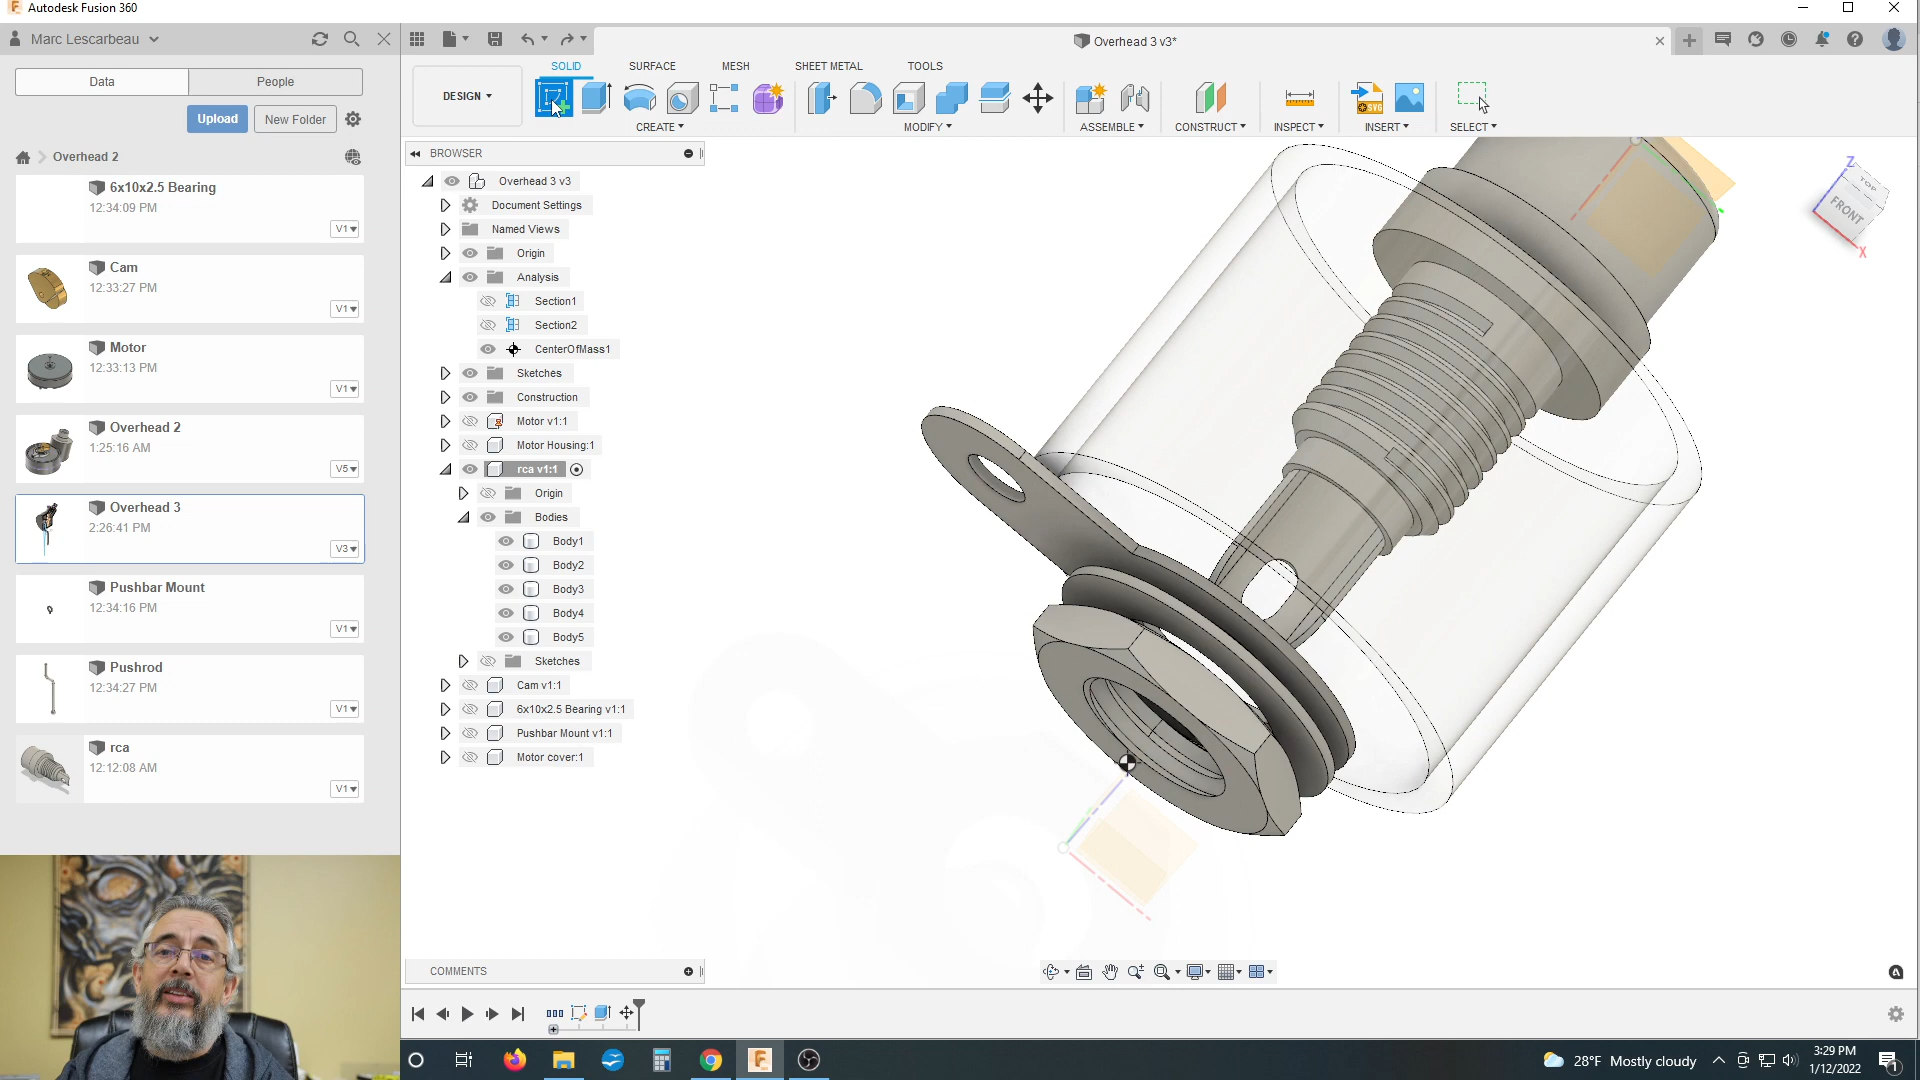 Autodesk Fusion 360
Marc Lescarbeau
Overhead 3 v3*
Data
People
Upload
New Folder
Overhead 2
6x10x2.5 Bearing
12:34:09 PM
V1
Cam
12:33:27 PM
V1
Motor
12:33:13 PM
V1
Overhead 2
1:25:16 AM
V5
Overhead 3
2:26:41 PM
V3
Pushbar Mount
12:34:16 PM
V1
Pushrod
12:34:27 PM
V1
rca
12:12:08 AM
V1
SOLID
SURFACE
MESH
SHEET METAL
TOOLS
DESIGN
CREATE
MODIFY
ASSEMBLE
CONSTRUCT
INSPECT
INSERT
SELECT
SVG
BROWSER
Overhead 3 v3
Document Settings
Named Views
Origin
Analysis
Section1
Section2
CenterOfMass1
Sketches
Construction
Motor v1:1
Motor Housing:1
rca v1:1
Origin
Bodies
Body1
Body2
Body3
Body4
Body5
Sketches
Cam v1:1
6x10x2.5 Bearing v1:1
Pushbar Mount v1:1
Motor cover:1
Z
TOP
FRONT
X
COMMENTS
28°F Mostly cloudy
3:29 PM
1/12/2022
1